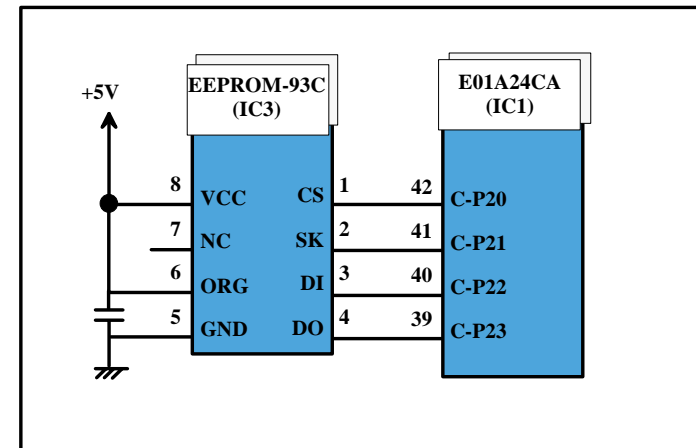 EEPROM-93C
(IC3)
E01A24CA
(IC1)
+5V
8 VCC CS 1 42 C-P20
7 NC SK 2 41 C-P21
6 ORG DI 3 40 C-P22
5 GND DO 4 39 C-P23